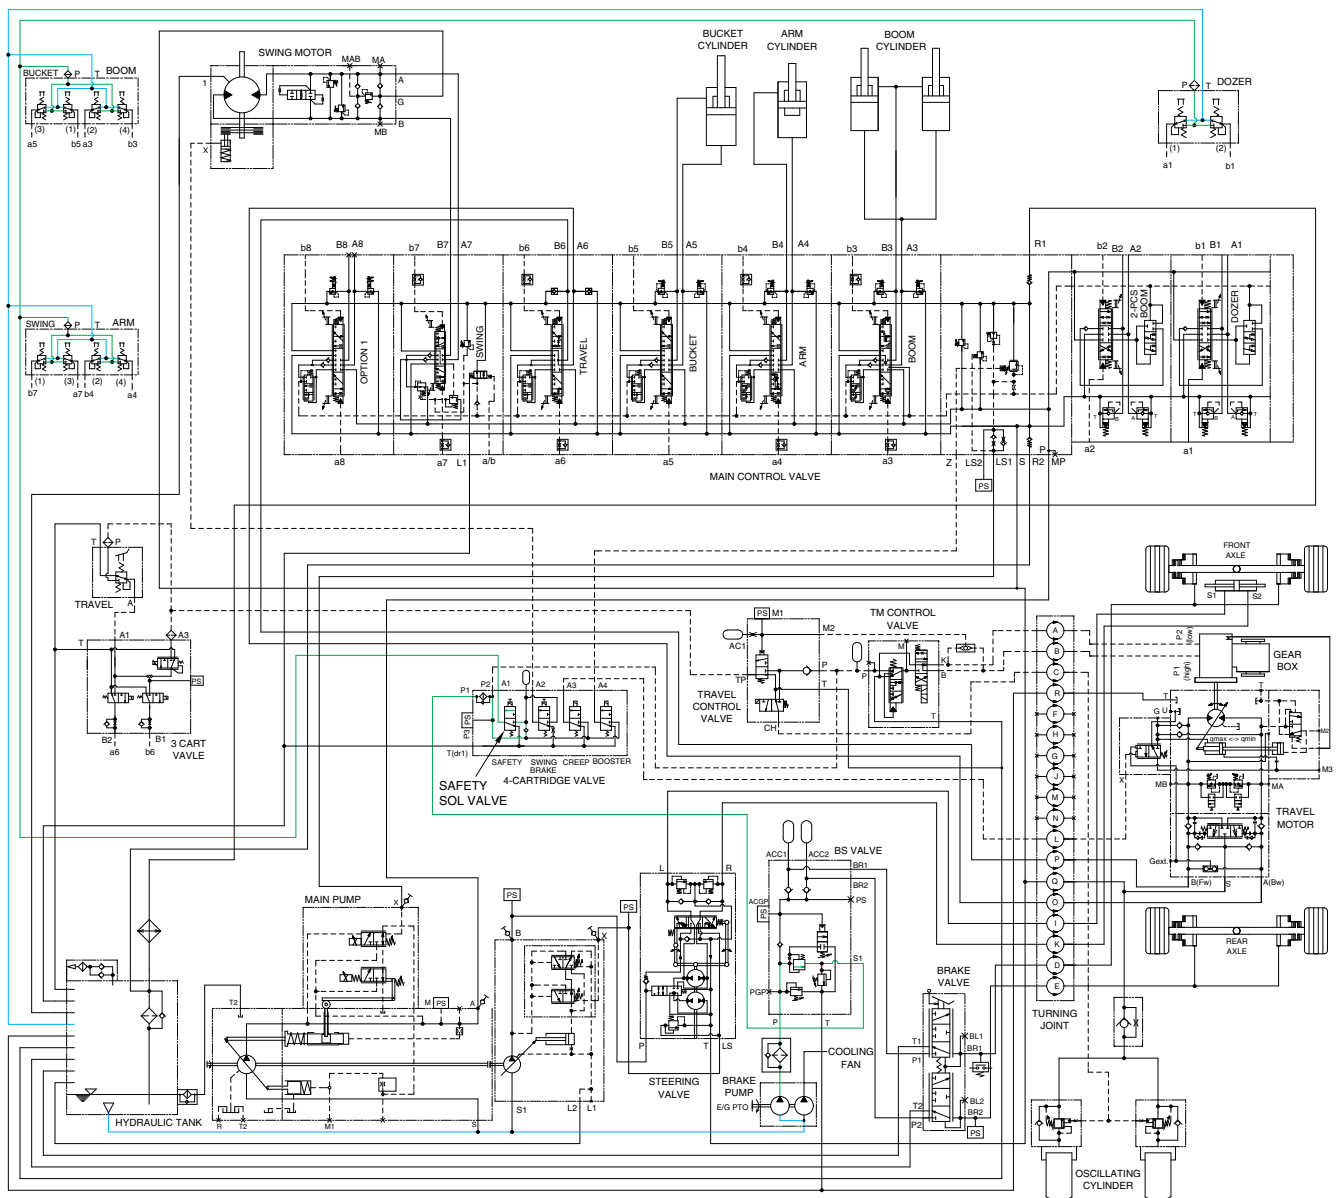 BUCKET
CYLINDER
ARM
CYLINDER
BOOM
CYLINDER
SWING MOTOR
MAB MA
1
A
G
B
MB
X
BUCKET P T BOOM
(3) (1) (2) (4)
a5 b5 a3 b3
P T DOZER
(1) (2)
a1 b1
SWING P T ARM
(1) (3) (2) (4)
b7 a7 b4 a4
b8 B8 A8 b7 B7 A7 b6 B6 A6 b5 B5 A5 b4 B4 A4 b3 B3 A3 R1 b2 B2 A2 b1 B1 A1
OPTION 1
SWING
TRAVEL
BUCKET
ARM
BOOM
2-PCS
BOOM
DOZER
T B A T T B A T
a8 a7 L1 a/b a6 a5 a4 a3 Z LS2 LS1 S R2 P MP a2 a1
MAIN CONTROL VALVE
PS
T P
TRAVEL
A
T A1 A3
PS
B2 B1
a6 b6
3 CART
VAVLE
P1 P2 A1 A2 A3 A4
PS
P3
T(dr1)
SAFETY SWING
BRAKE CREEP BOOSTER
4-CARTRIDGE VALVE
SAFETY
SOL VALVE
PS M1
M2
AC1
TP
P
T
CH
TRAVEL
CONTROL
VALVE
TM CONTROL
VALVE
M
K
P
B
T
A
B
C
R
F
H
G
J
M
N
L
P
Q
O
I
K
D
E
TURNING
JOINT
FRONT
AXLE
S1 S2
P2
(low)
P1
(high)
GEAR
BOX
T
G U
T
qmax <-> qmin
M2
X
M3
MB MA
TRAVEL
MOTOR
Gext.
B(Fw) S A(Bw)
REAR
AXLE
MAIN PUMP
X
T2
M PS A
R T2 M1 S
HYDRAULIC TANK
PS
B
PS
X
S1 L2 L1
L R
P T LS
STEERING
VALVE
ACC1 ACC2
BS VALVE
BR1
BR2
PS
ACGP
PS
S1
PGP
P T
COOLING
FAN
BRAKE
PUMP
E/G PTO
BRAKE
VALVE
T1
P1
BL1
BR1
T2
P2
BL2
BR2
PS
OSCILLATING
CYLINDER